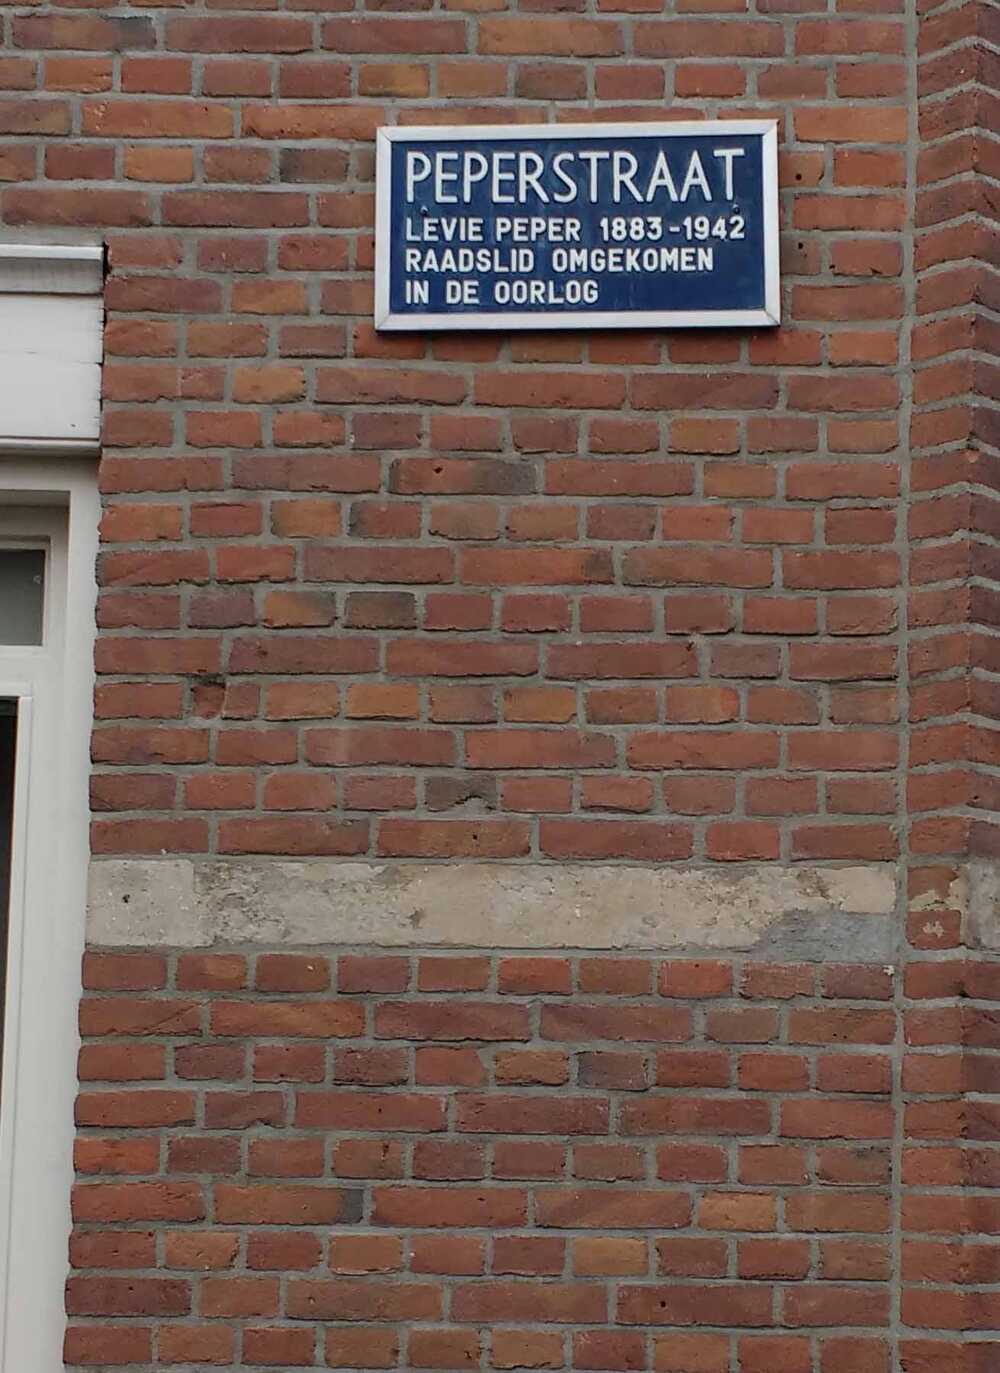 PEPERSTRAAT
LEVIE PEPER 1883-1942
RAADSLID OMGEKOMEN
IN DE OORLOG